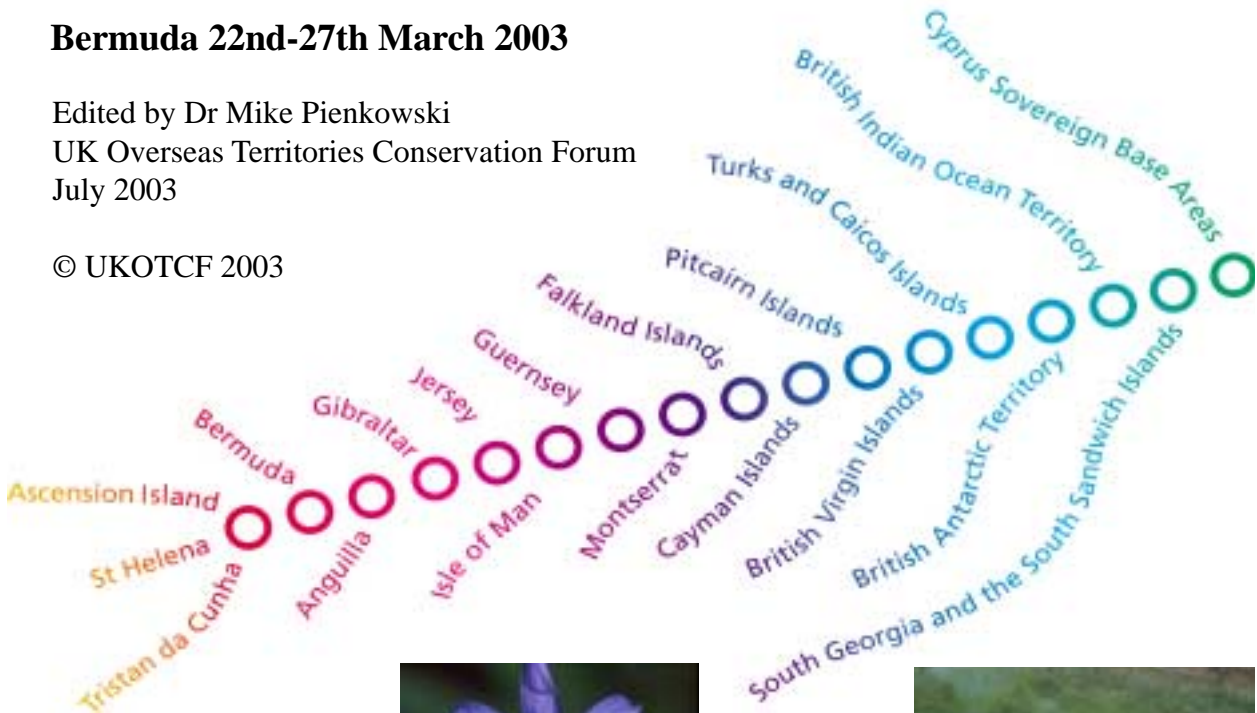 Bermuda 22nd-27th March 2003
Edited by Dr Mike Pienkowski
UK Overseas Territories Conservation Forum
July 2003
© UKOTCF 2003
Ascension Island
St Helena
Tristan da Cunha
Bermuda
Anguilla
Gibraltar
Jersey
Isle of Man
Guernsey
Montserrat
Falkland Islands
Cayman Islands
Pitcairn Islands
British Virgin Islands
Turks and Caicos Islands
British Antarctic Territory
British Indian Ocean Territory
South Georgia and the South Sandwich Islands
Cyprus Sovereign Base Areas